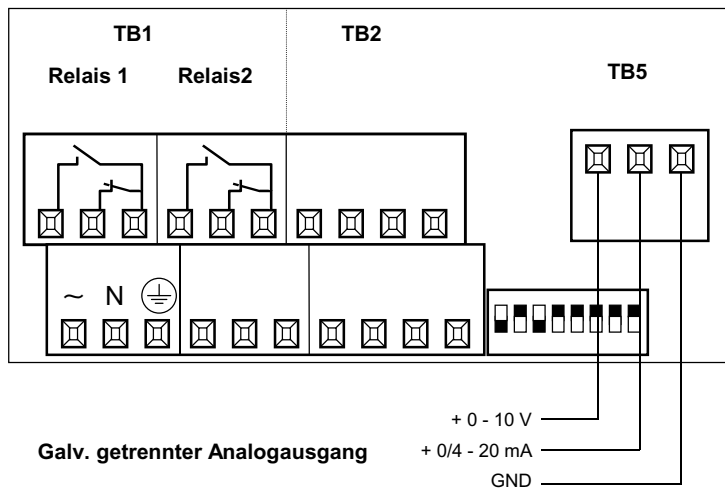 TB1
TB2
Relais 1
Relais2
TB5
~ N
+ 0 - 10 V
Galv. getrennter Analogausgang
+ 0/4 - 20 mA
GND